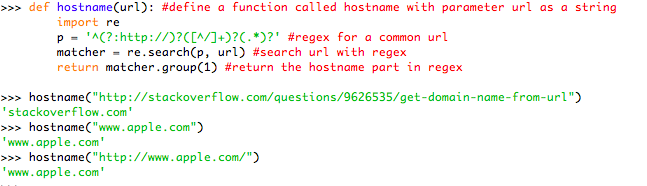 >>> def hostname(url): #define a function called hostname with parameter url as a string
        import re
        p = '^(?:http://)?([^/]+)?(.*)?' #regex for a common url
        matcher = re.search(p, url) #search url with regex
        return matcher.group(1) #return the hostname part in regex

>>> hostname("http://stackoverflow.com/questions/9626535/get-domain-name-from-url")
'stackoverflow.com'
>>> hostname("www.apple.com")
'www.apple.com'
>>> hostname("http://www.apple.com/")
'www.apple.com'